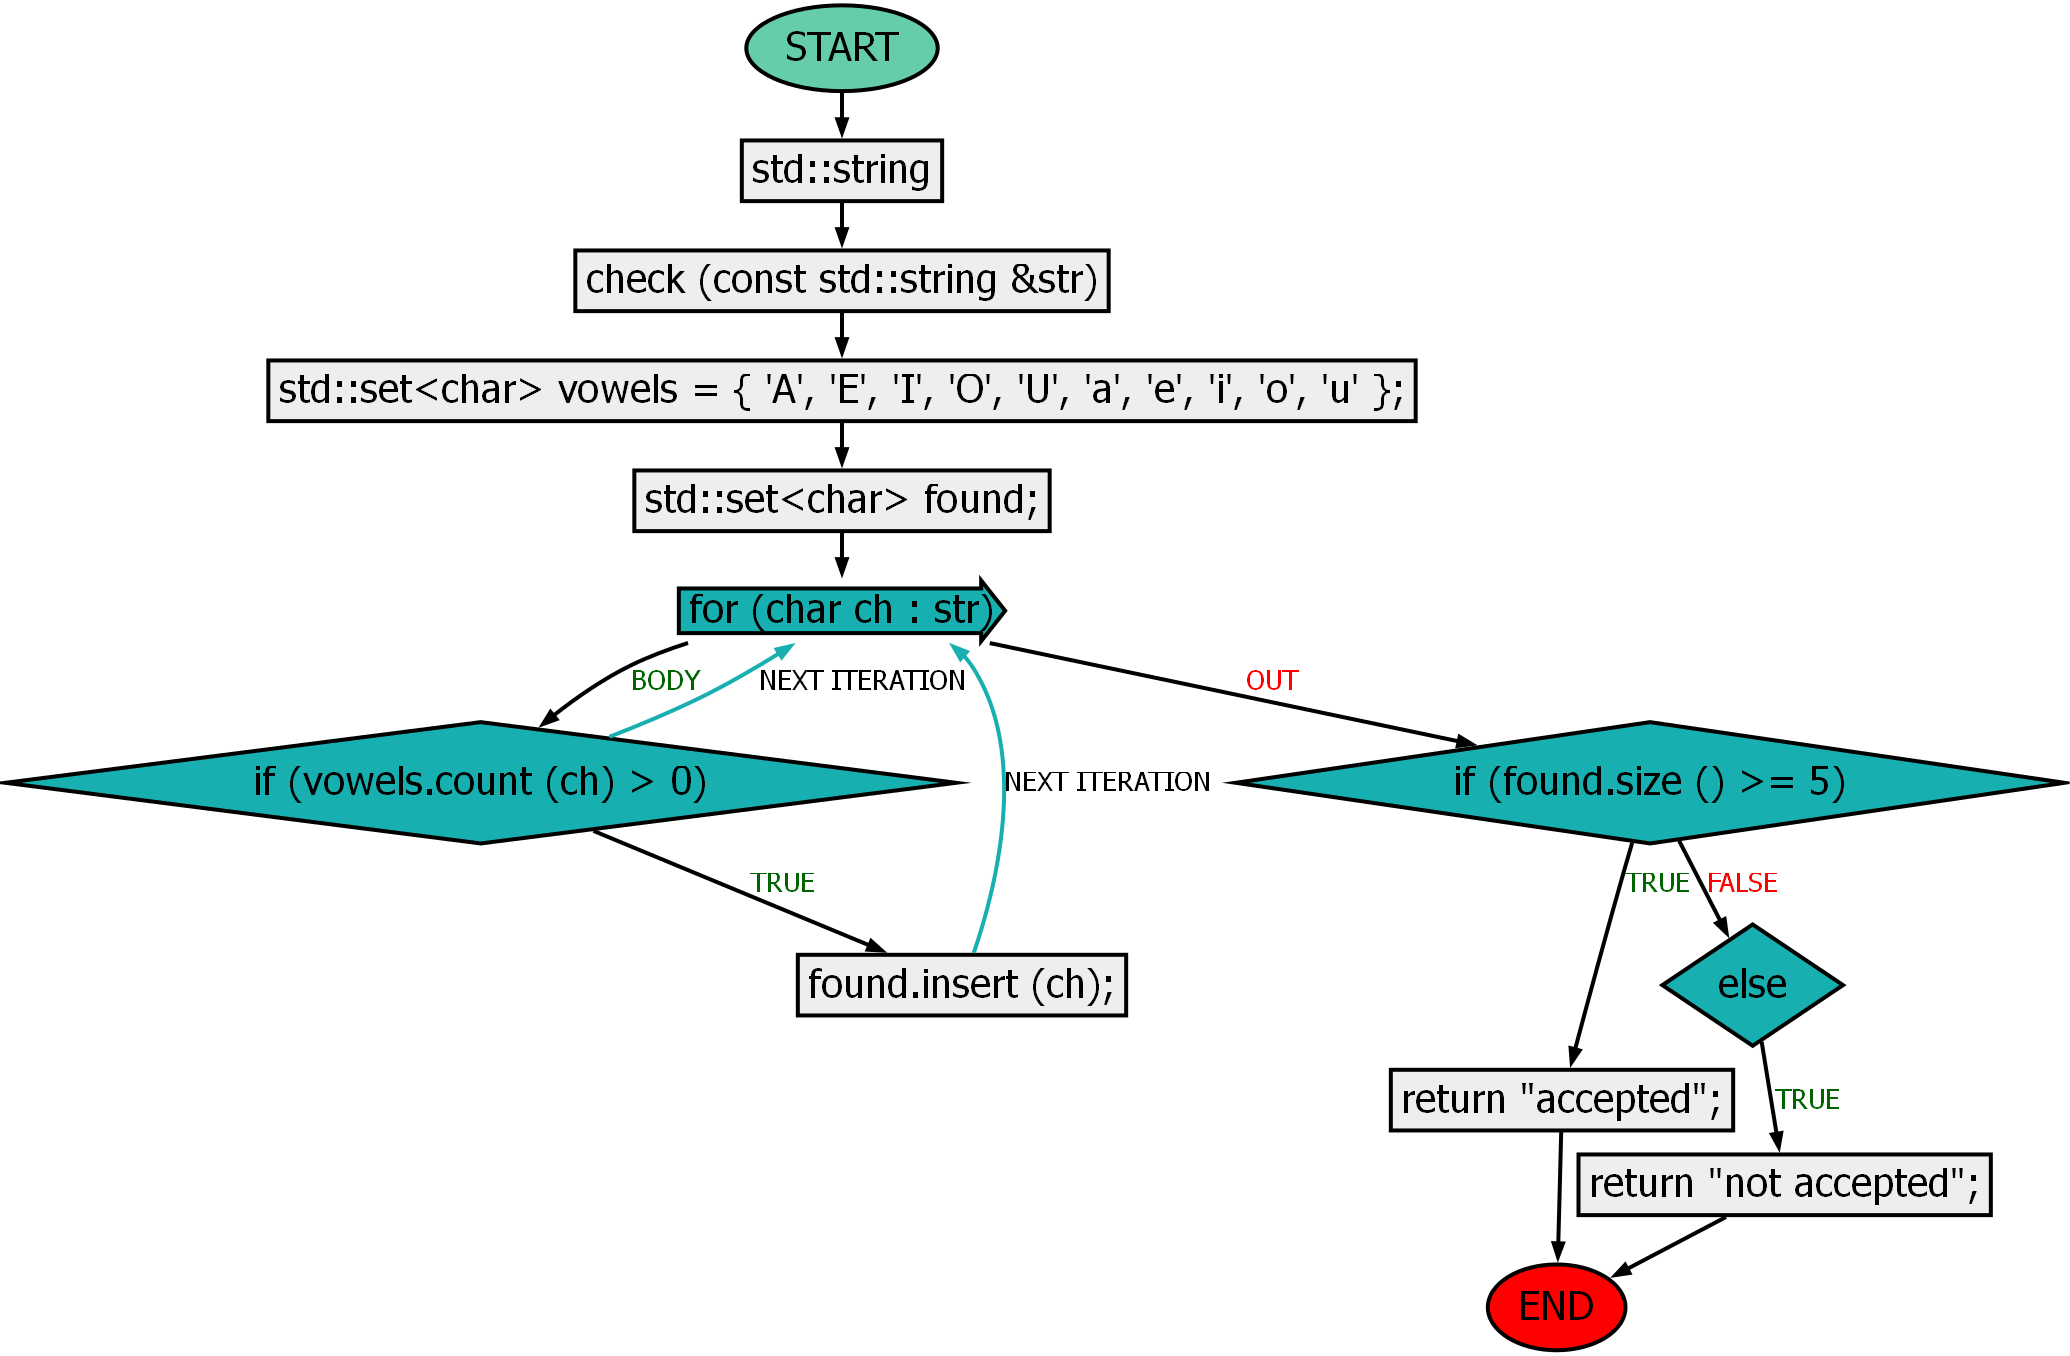 START
std::string
check (const std::string &str)
std::set<char> vowels = { 'A', 'E', 'I', 'O', 'U', 'a', 'e', 'i', 'o', 'u' };
std::set<char> found;
for (char ch : str)
BODY
NEXT ITERATION
OUT
if (vowels.count (ch) > 0)
NEXT ITERATION
if (found.size () >= 5)
TRUE
TRUE
FALSE
found.insert (ch);
else
return "accepted";
TRUE
return "not accepted";
END